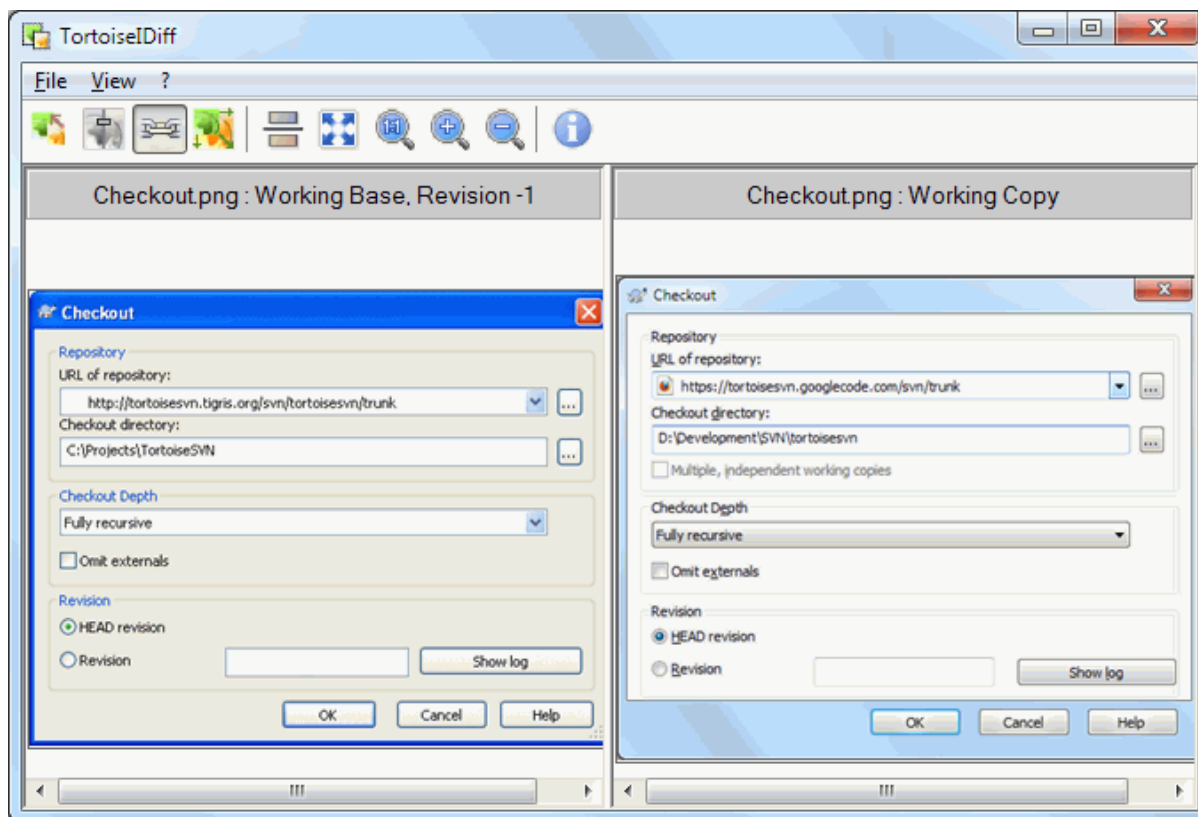 TortoiseIDiff
File View ?
1:1
Checkout.png : Working Base, Revision -1
Checkout
Repository
URL of repository:
http://tortoisesvn.tigris.org/svn/tortoisesvn/trunk
...
Checkout directory:
C:\Projects\TortoiseSVN
...
Checkout Depth
Fully recursive
Omit externals
Revision
HEAD revision
Revision
Show log
OK Cancel Help
Checkout.png : Working Copy
Checkout
Repository
URL of repository:
https://tortoisesvn.googlecode.com/svn/trunk
...
Checkout directory:
D:\Development\SVN\tortoisesvn
...
Multiple, independent working copies
Checkout Depth
Fully recursive
Omit externals
Revision
HEAD revision
Revision
Show log
OK Cancel Help